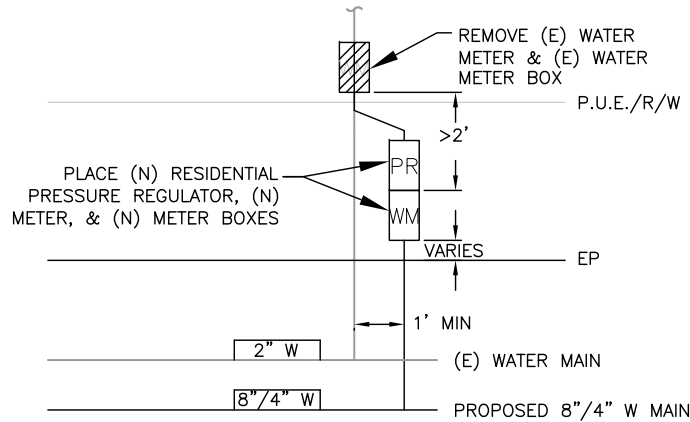 REMOVE (E) WATER
METER & (E) WATER
METER BOX
P.U.E./R/W
>2'
PR
PLACE (N) RESIDENTIAL
PRESSURE REGULATOR, (N)
METER, & (N) METER BOXES
WM
VARIES
EP
1' MIN
2" W
(E) WATER MAIN
8"/4" W
PROPOSED 8"/4" W MAIN